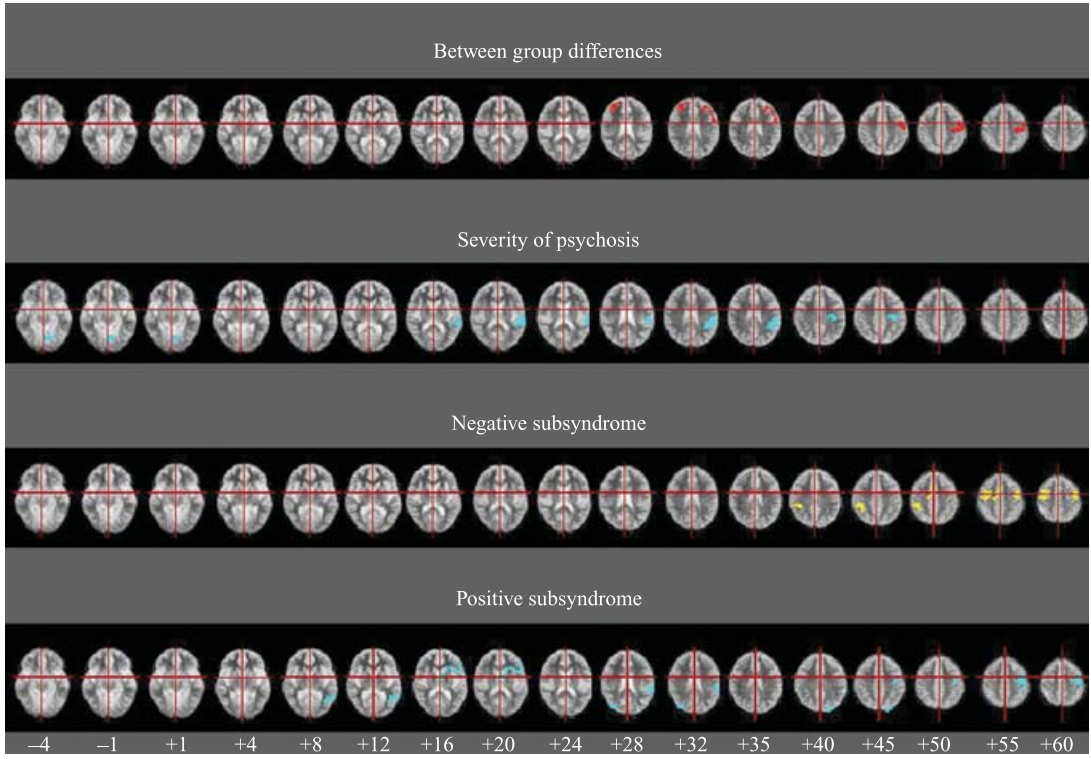 Between group differences
Severity of psychosis
Negative subsyndrome
Positive subsyndrome
–4 –1 +1 +4 +8 +12 +16 +20 +24 +28 +32 +35 +40 +45 +50 +55 +60